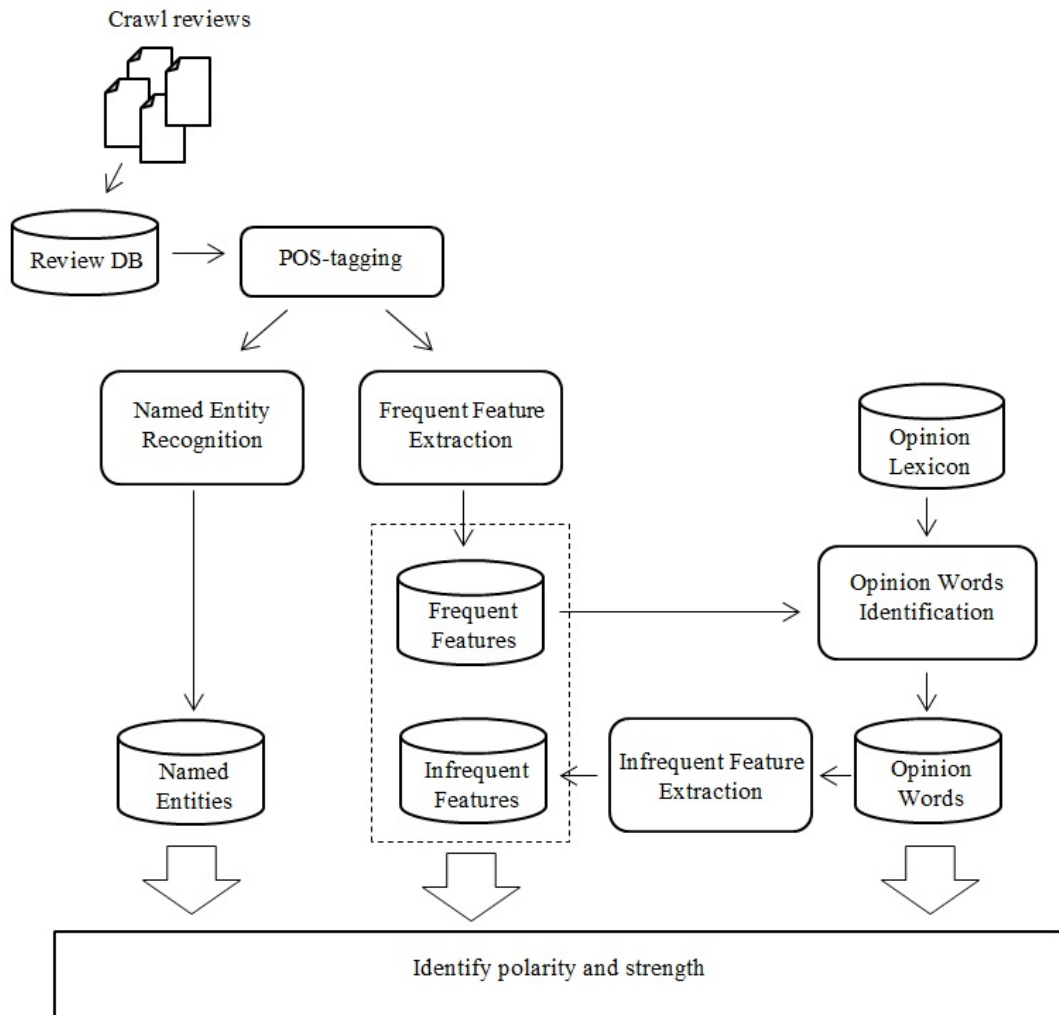 Crawl reviews
Review DB
POS-tagging
Named Entity
Recognition
Frequent Feature
Extraction
Opinion
Lexicon
Frequent
Features
Opinion Words
Identification
Named
Entities
Infrequent
Features
Infrequent Feature
Extraction
Opinion
Words
Identify polarity and strength